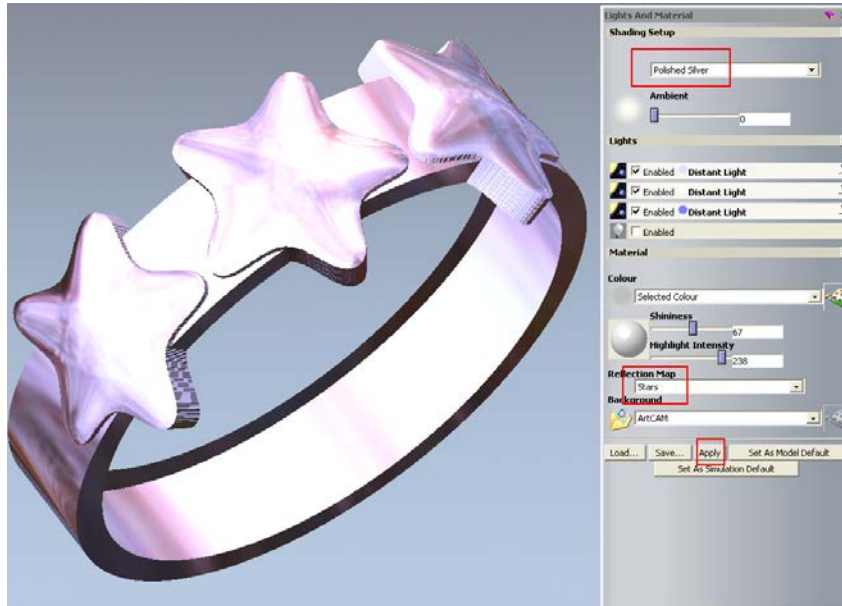 Lights And Material
Shading Setup
Polished Silver
Ambient
0
Lights
Enabled Distant Light
Enabled Distant Light
Enabled Distant Light
Enabled
Material
Colour
Selected Colour
Shininess
67
Highlight Intensity
238
Reflection Map
Stars
Background
ArtCAM
Load... Save... Apply Set As Model Default
Set As Simulation Default